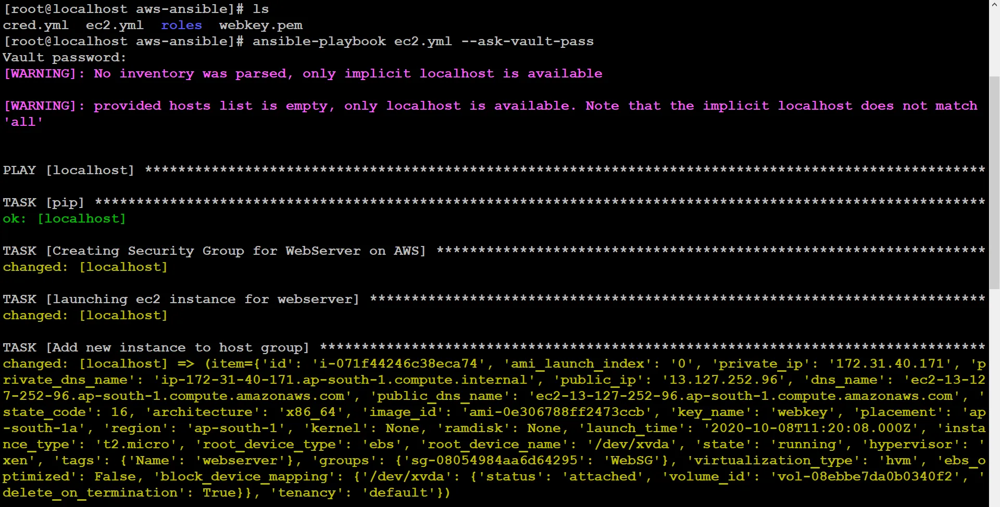 [root@localhost aws-ansible]# ls
cred.yml  ec2.yml  roles  webkey.pem
[root@localhost aws-ansible]# ansible-playbook ec2.yml --ask-vault-pass
Vault password:
[WARNING]: No inventory was parsed, only implicit localhost is available
[WARNING]: provided hosts list is empty, only localhost is available. Note that the implicit localhost does not match
'all'
PLAY [localhost] *****************************************************************************************************
TASK [pip] ***********************************************************************************************************
ok: [localhost]
TASK [Creating Security Group for WebServer on AWS] ******************************************************************
changed: [localhost]
TASK [launching ec2 instance for webserver] **************************************************************************
changed: [localhost]
TASK [Add new instance to host group] ********************************************************************************
changed: [localhost] => (item={'id': 'i-071f44246c38eca74', 'ami_launch_index': '0', 'private_ip': '172.31.40.171', 'p
rivate_dns_name': 'ip-172-31-40-171.ap-south-1.compute.internal', 'public_ip': '13.127.252.96', 'dns_name': 'ec2-13-12
7-252-96.ap-south-1.compute.amazonaws.com', 'public_dns_name': 'ec2-13-127-252-96.ap-south-1.compute.amazonaws.com', '
state_code': 16, 'architecture': 'x86_64', 'image_id': 'ami-0e306788ff2473ccb', 'key_name': 'webkey', 'placement': 'ap
-south-1a', 'region': 'ap-south-1', 'kernel': None, 'ramdisk': None, 'launch_time': '2020-10-08T11:20:08.000Z', 'insta
nce_type': 't2.micro', 'root_device_type': 'ebs', 'root_device_name': '/dev/xvda', 'state': 'running', 'hypervisor': '
xen', 'tags': {'Name': 'webserver'}, 'groups': {'sg-08054984aa6d64295': 'WebSG'}, 'virtualization_type': 'hvm', 'ebs_o
ptimized': False, 'block_device_mapping': {'/dev/xvda': {'status': 'attached', 'volume_id': 'vol-08ebbe7da0b0340f2', '
delete_on_termination': True}}, 'tenancy': 'default'})